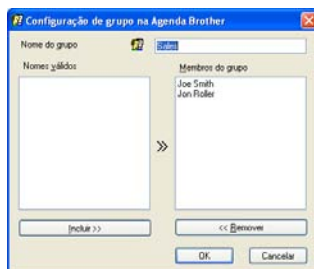 Configuração de grupo na Agenda Brother
Nome do grupo
Sales
Nomes válidos
Membros do grupo
Joe Smith
Jon Roller
Incluir >>
<< Remover
OK
Cancelar